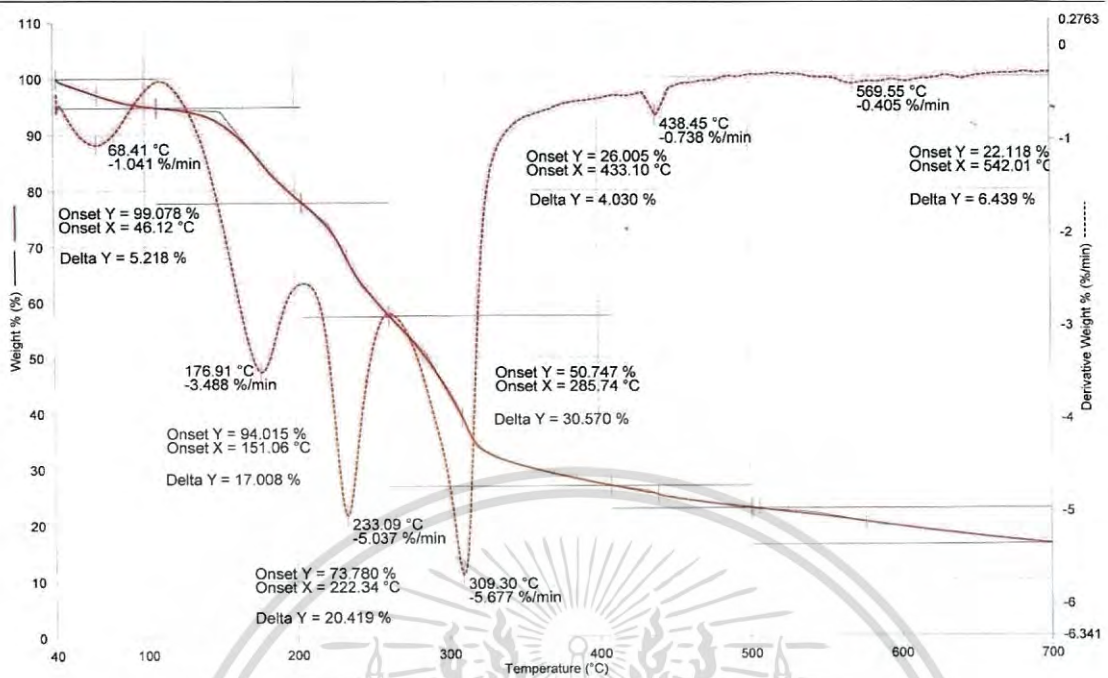 110
100
90
80
70
60
50
40
30
20
10
0
Weight % (%)
68.41 °C
-1.041 %/min
Onset Y = 99.078 %
Onset X = 46.12 °C
Delta Y = 5.218 %
176.91 °C
-3.488 %/min
Onset Y = 94.015 %
Onset X = 151.06 °C
Delta Y = 17.008 %
233.09 °C
-5.037 %/min
Onset Y = 73.780 %
Onset X = 222.34 °C
Delta Y = 20.419 %
309.30 °C
-5.677 %/min
Onset Y = 50.747 %
Onset X = 285.74 °C
Delta Y = 30.570 %
438.45 °C
-0.738 %/min
Onset Y = 26.005 %
Onset X = 433.10 °C
Delta Y = 4.030 %
569.55 °C
-0.405 %/min
Onset Y = 22.118 %
Onset X = 542.01 °C
Delta Y = 6.439 %
0.2763
0
-1
-2
-3
-4
-5
-6
-6.341
Derivative Weight % (%/min)
40 100 200 300 400 500 600 700
Temperature (°C)